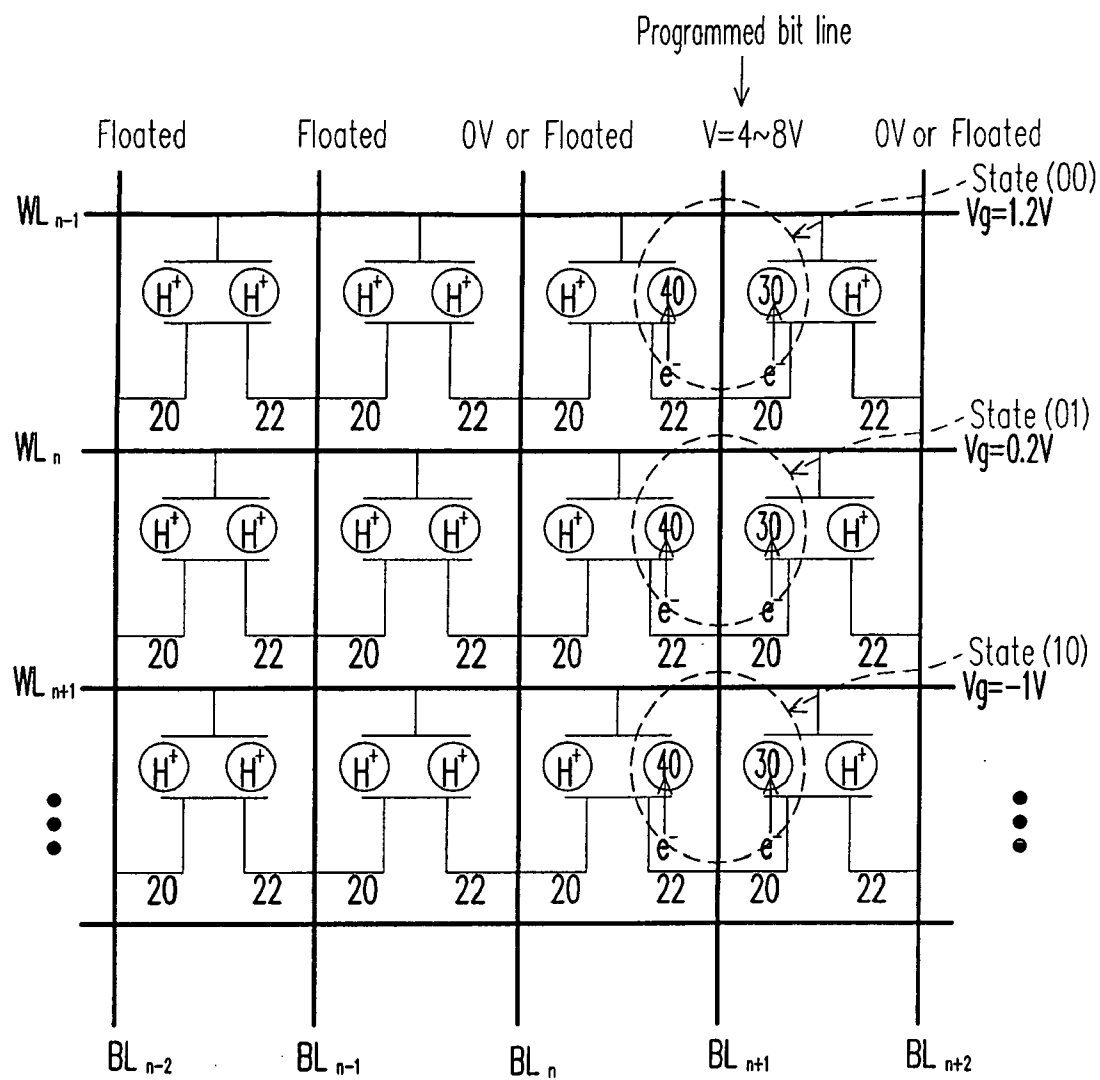 Programmed bit line
Floated Floated 0V or Floated V=4~8V 0V or Floated
State (00)
WL n-1 Vg=1.2V
H+ H+ H+ H+ H+ 40 30 H+
e- e-
20 22 20 22 20 22 20 22
State (01)
WL n Vg=0.2V
H+ H+ H+ H+ H+ 40 30 H+
e- e-
20 22 20 22 20 22 20 22
State (10)
WL n+1 Vg=-1V
H+ H+ H+ H+ H+ 40 30 H+
e- e-
20 22 20 22 20 22 20 22
BL n-2 BL n-1 BL n BL n+1 BL n+2